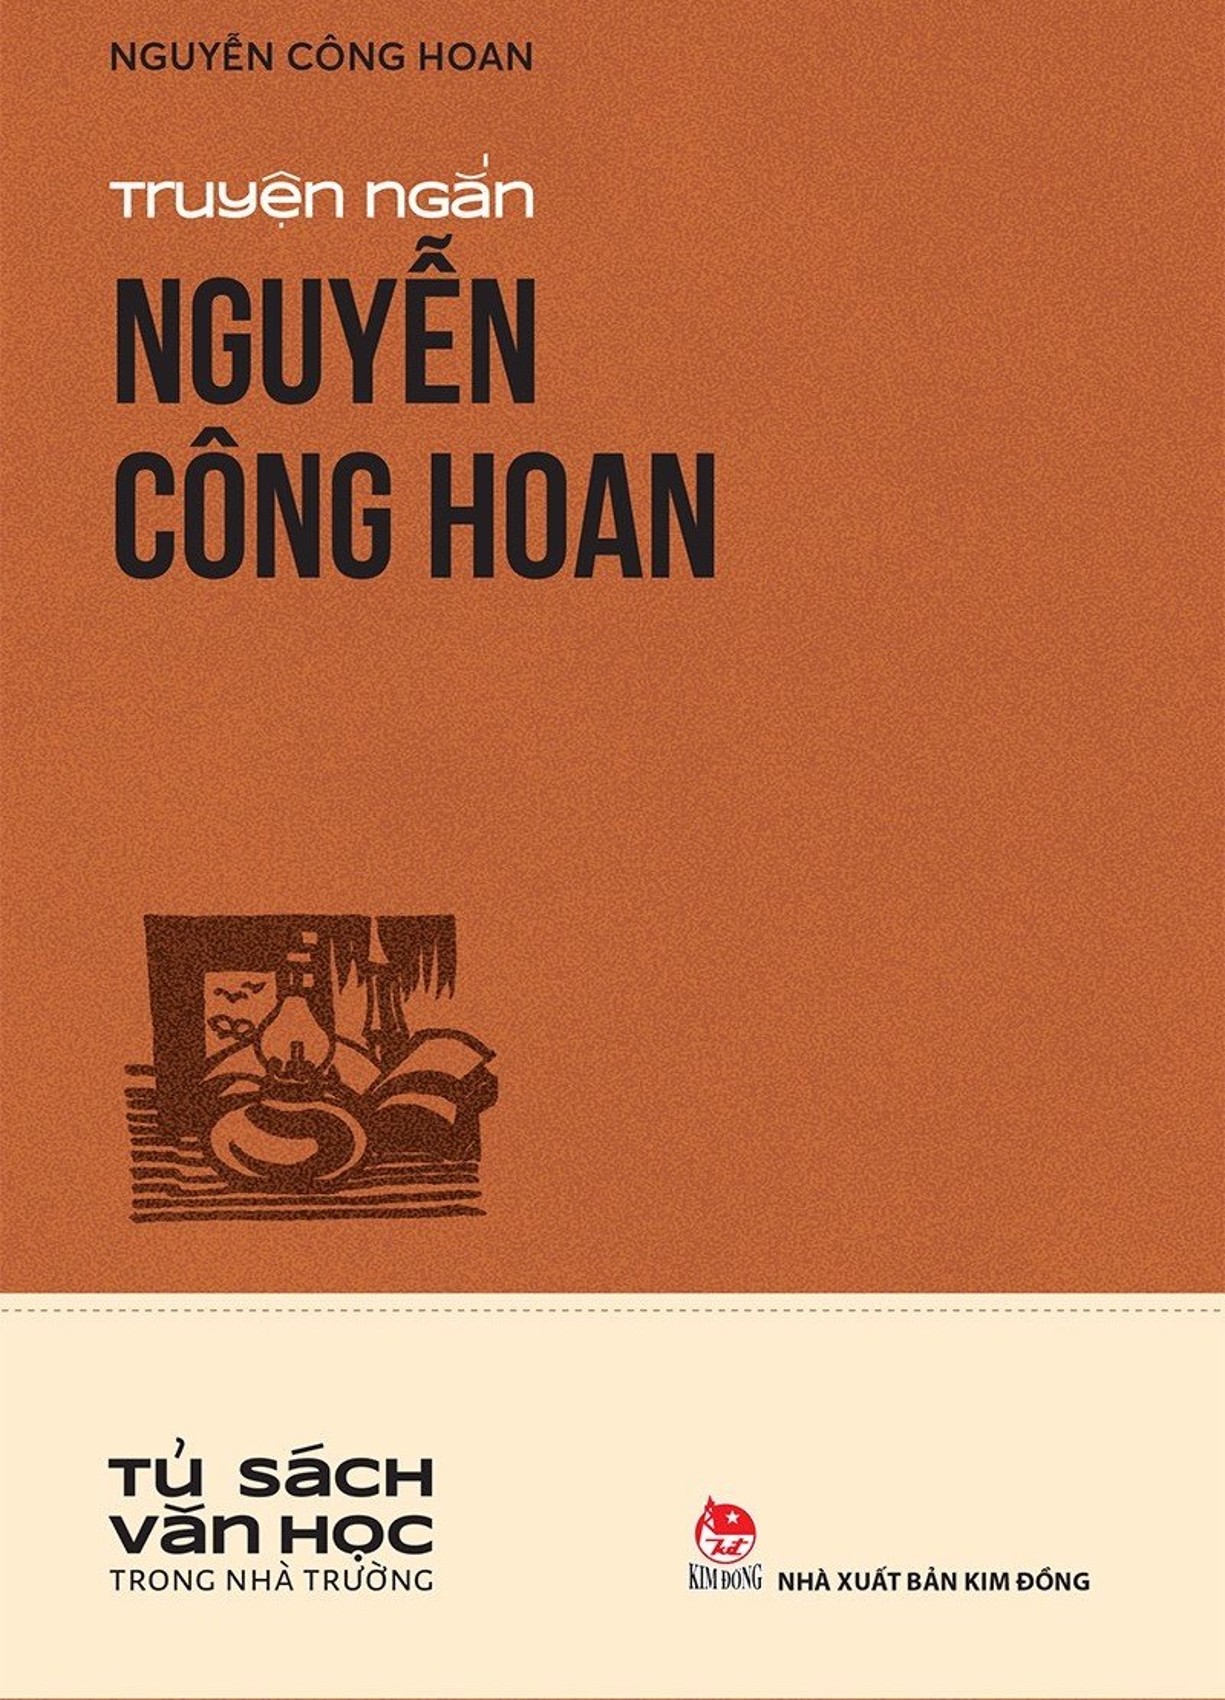 NGUYỄN CÔNG HOAN
Truyện ngắn
NGUYỄN
CÔNG HOAN
Tủ sách
văn học
TRONG NHÀ TRƯỜNG
KIM ĐỒNG NHÀ XUẤT BẢN KIM ĐỒNG